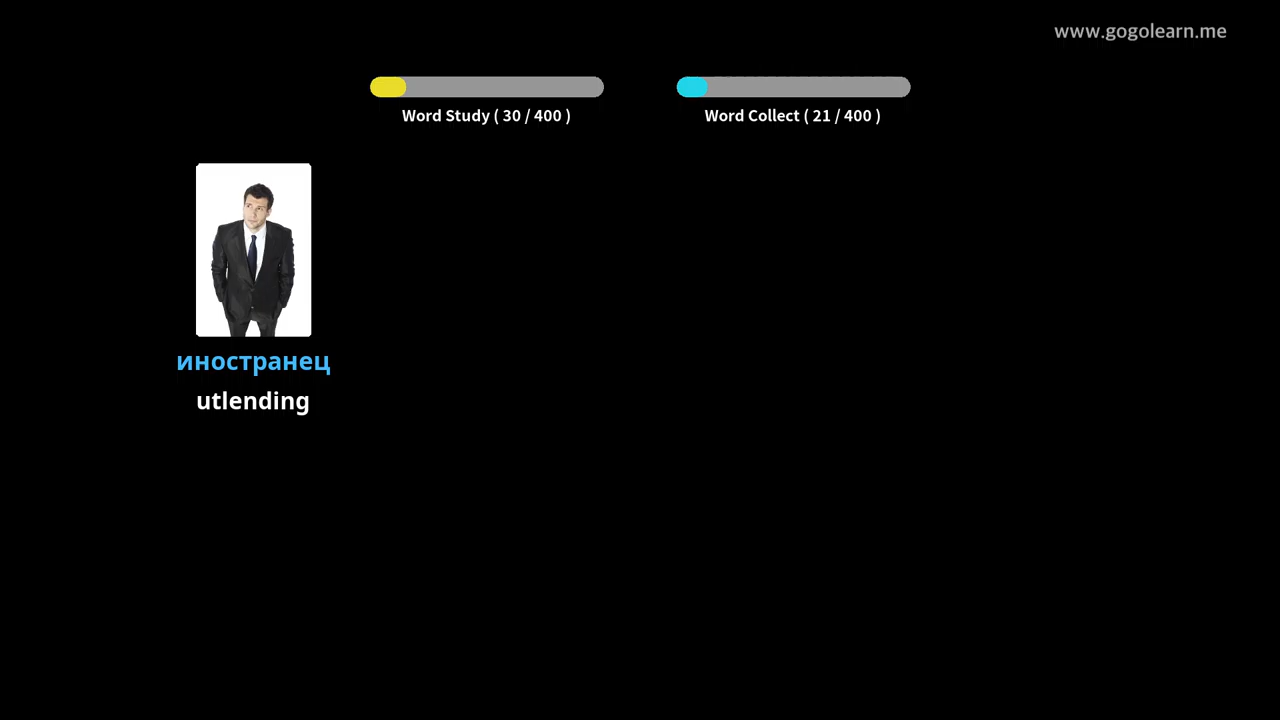 www.gogolearn.me
Word Study ( 30 / 400 )
Word Collect ( 21 / 400 )
иностранец
utlending